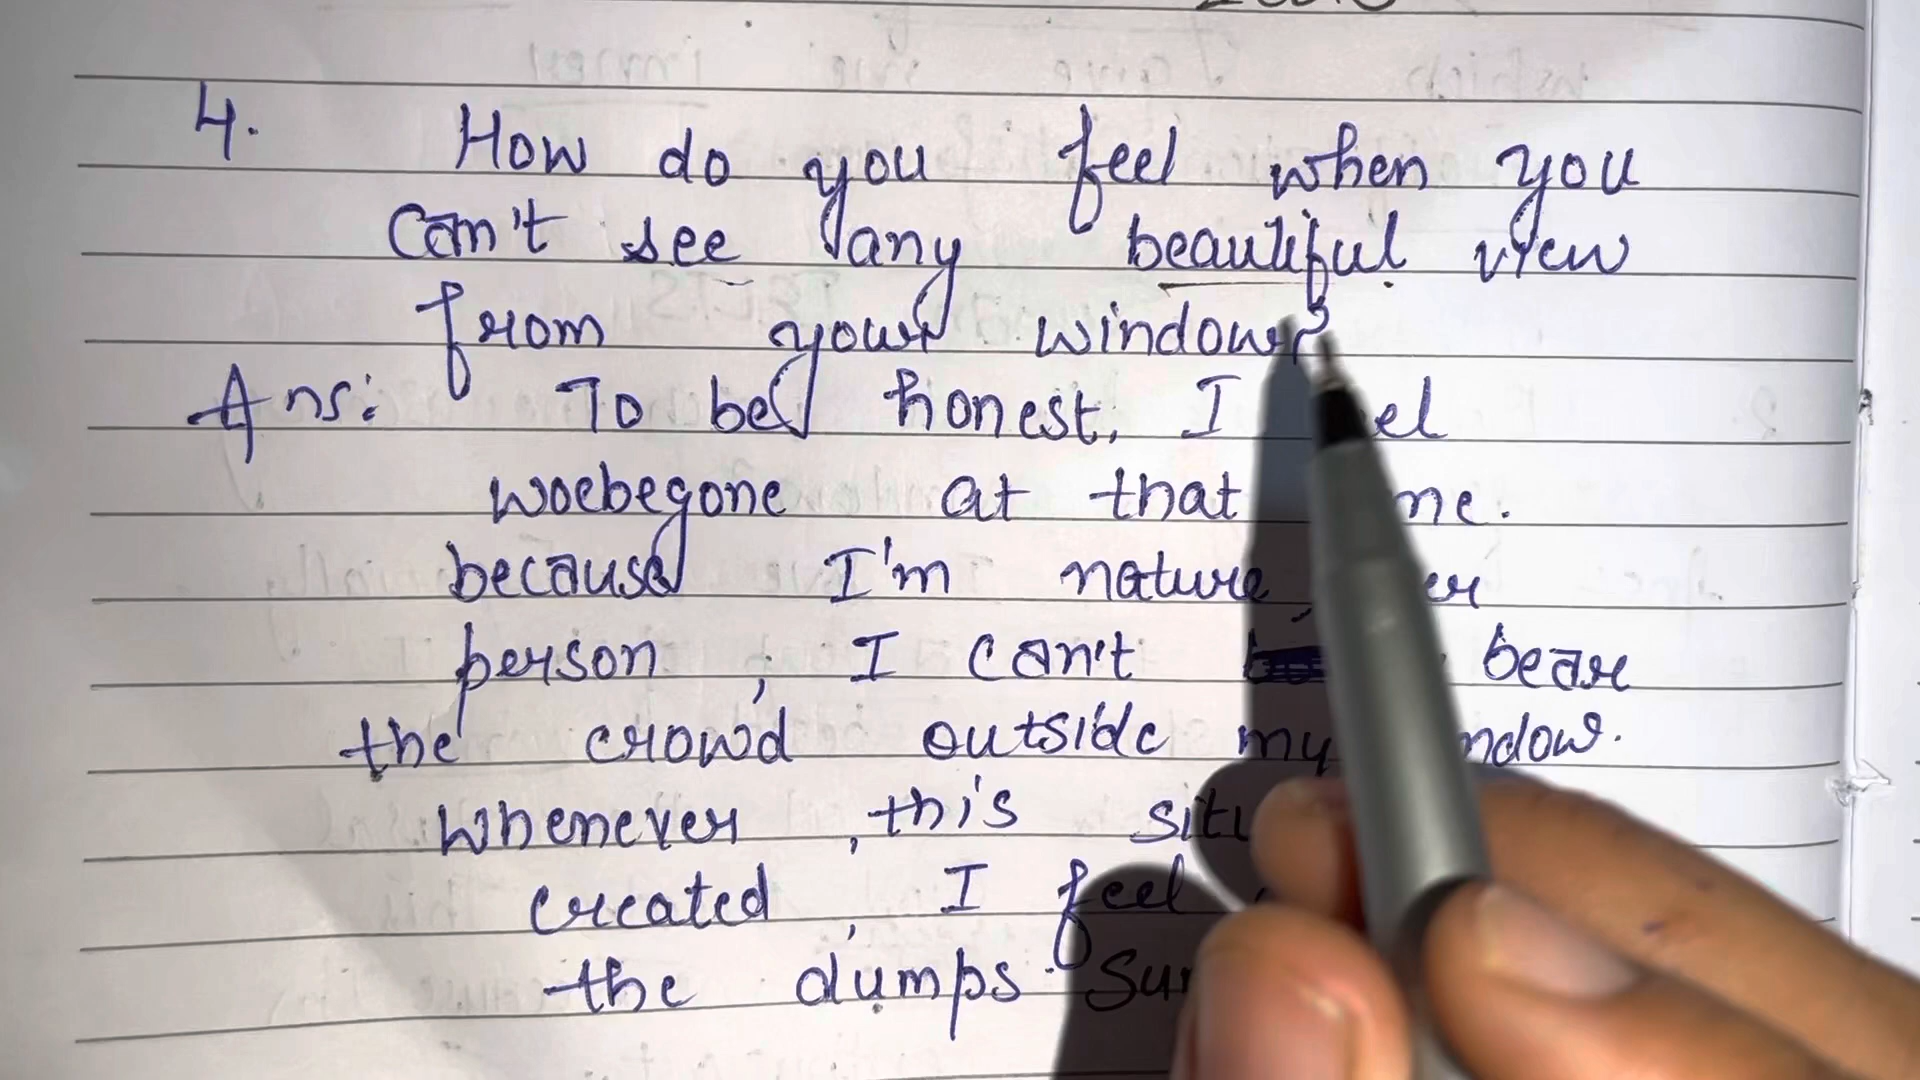 4. How do you feel when you
can't see any beautiful view
from your window?
Ans: To be honest, I
woebegone at that
because I'm nature
person, I can't bear
the crowd outside my
whenever, this
created, I feel
the dumps.